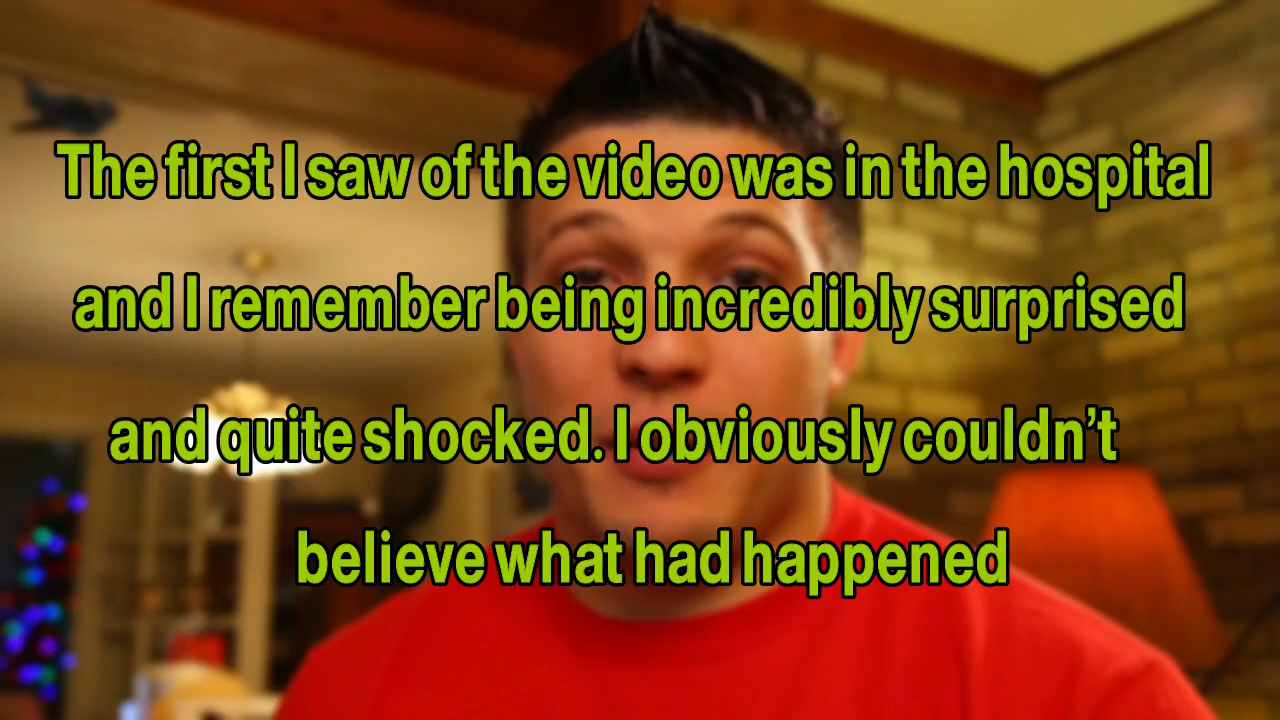 The first I saw of the video was in the hospital
and I remember being incredibly surprised
and quite shocked. I obviously couldn’t
believe what had happened